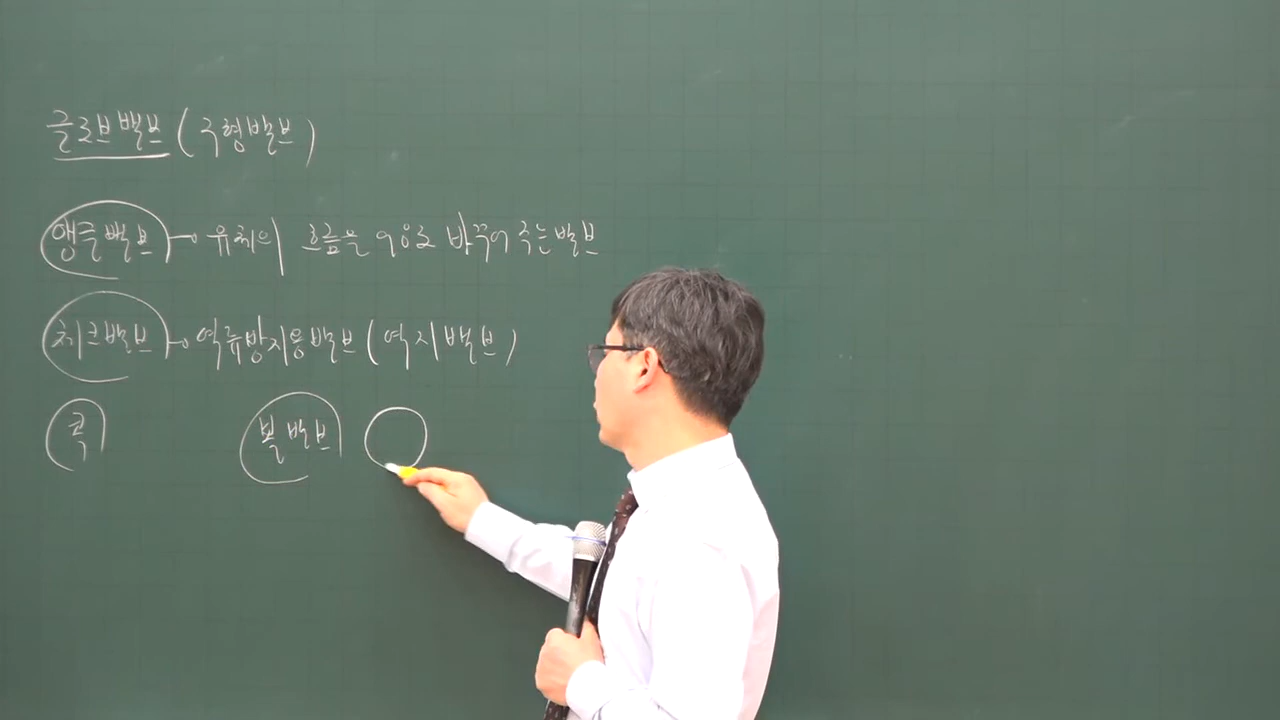 글로브밸브 (구형밸브)
앵글밸브 → 유체의 흐름을 90°로 바꾸어 주는 밸브
체크밸브 → 역류방지용 밸브 (역지밸브)
콕 볼밸브